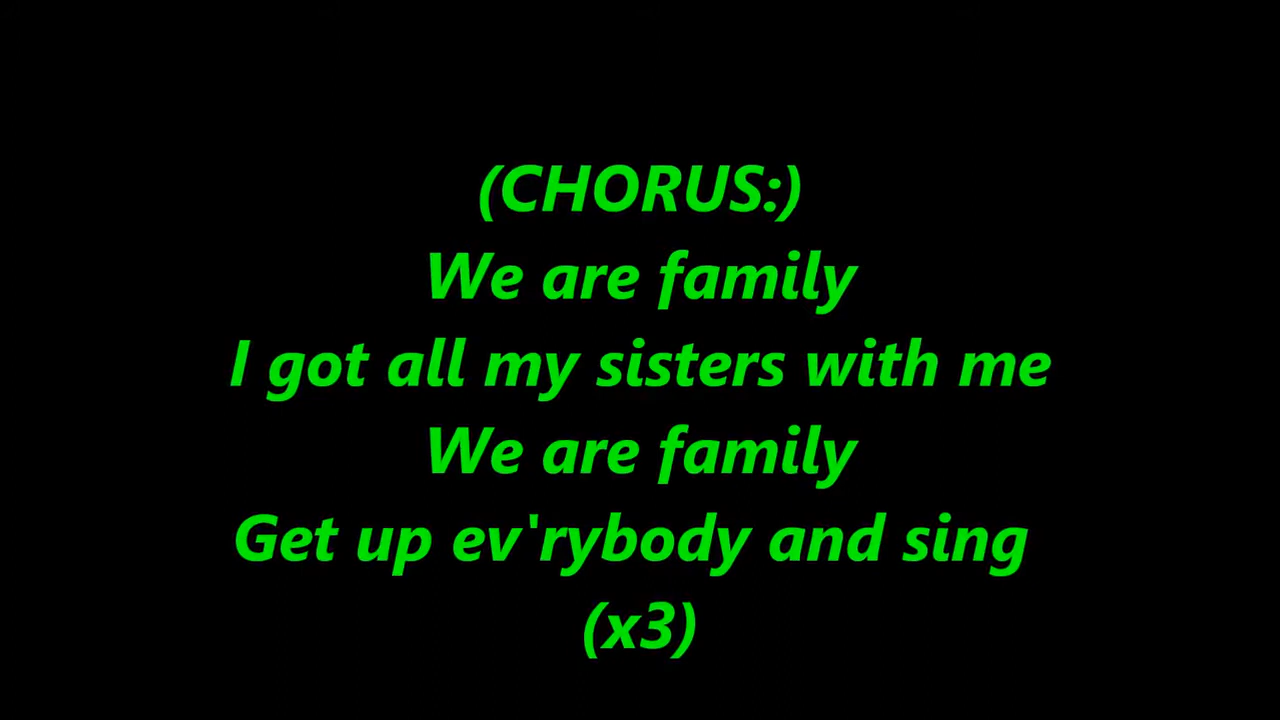 (CHORUS:)
We are family
I got all my sisters with me
We are family
Get up ev'rybody and sing
(x3)